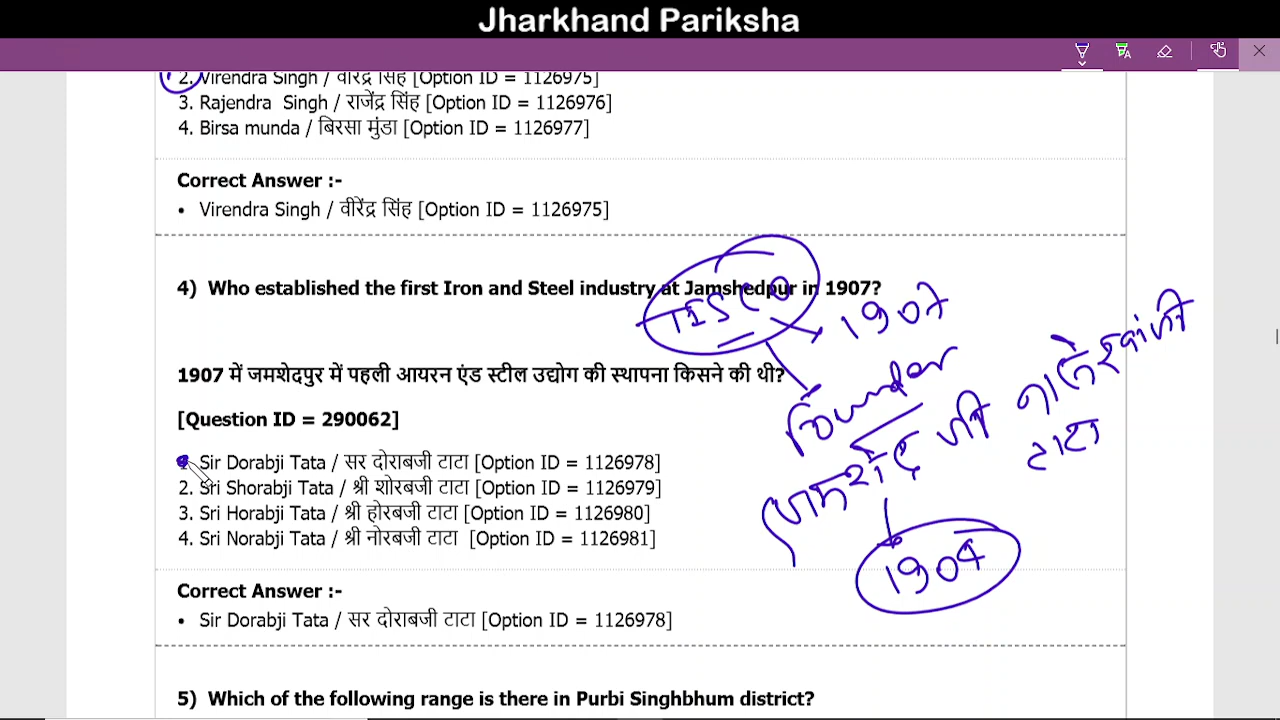 Jharkhand Pariksha
2. Virendra Singh / वीरेंद्र सिंह [Option ID = 1126975]
3. Rajendra Singh / राजेंद्र सिंह [Option ID = 1126976]
4. Birsa munda / बिरसा मुंडा [Option ID = 1126977]
Correct Answer :-
• Virendra Singh / वीरेंद्र सिंह [Option ID = 1126975]
4) Who established the first Iron and Steel industry at Jamshedpur in 1907?
TISCO
1907
1907 में जमशेदपुर में पहली आयरन एंड स्टील उद्योग की स्थापना किसने की थी?
Founder
[Question ID = 290062]
जमशेद जी
टाटा
Sir Dorabji Tata / सर दोराबजी टाटा [Option ID = 1126978]
2. Sri Shorabji Tata / श्री शोरबजी टाटा [Option ID = 1126979]
3. Sri Horabji Tata / श्री होरबजी टाटा [Option ID = 1126980]
4. Sri Norabji Tata / श्री नोरबजी टाटा [Option ID = 1126981]
1904
Correct Answer :-
• Sir Dorabji Tata / सर दोराबजी टाटा [Option ID = 1126978]
5) Which of the following range is there in Purbi Singhbhum district?